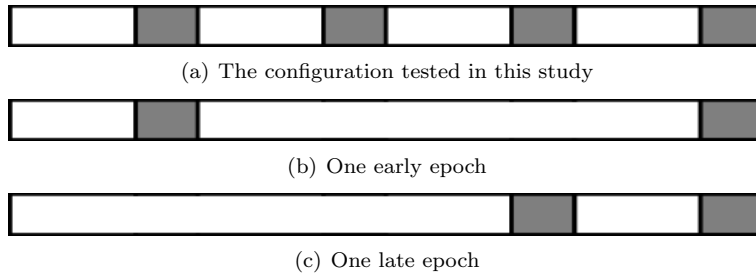 (a) The configuration tested in this study
(b) One early epoch
(c) One late epoch